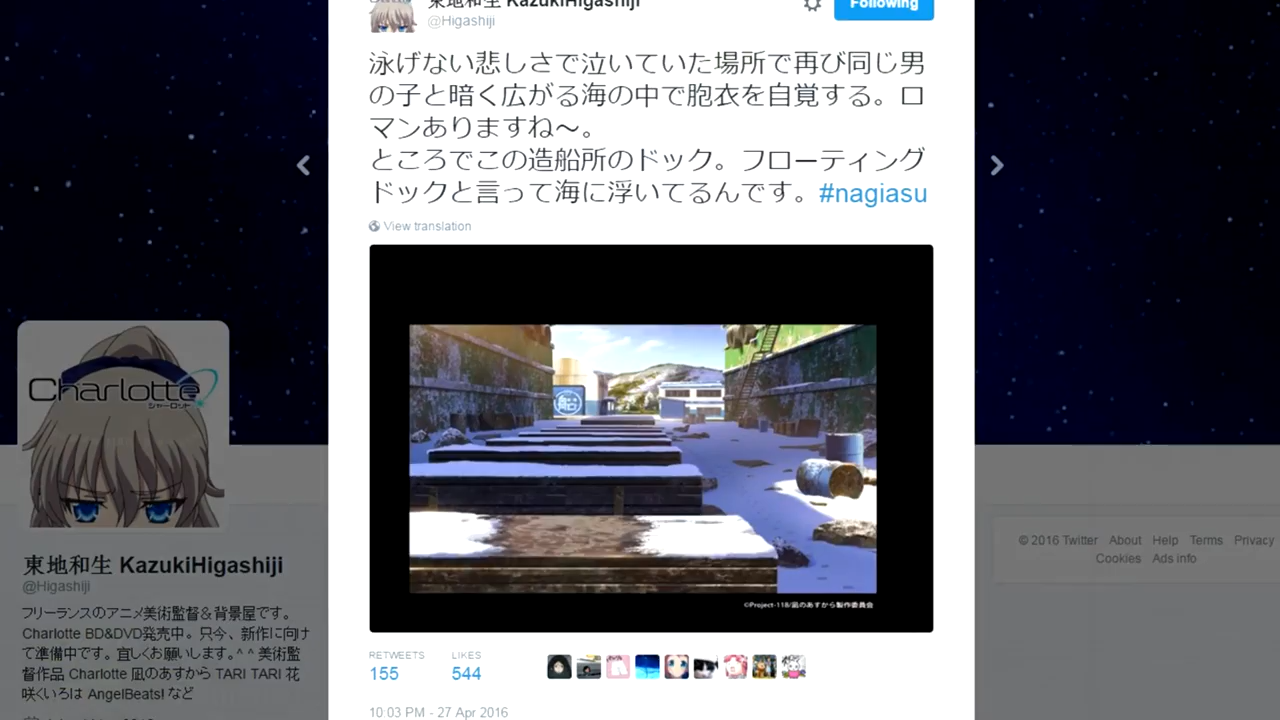 東地和生 KazukiHigashiji
@Higashiji
Following
泳げない悲しさで泣いていた場所で再び同じ男
の子と暗く広がる海の中で胞衣を自覚する。ロ
マンありますね〜。
ところでこの造船所のドック。フローティング
ドックと言って海に浮いてるんです。#nagiasu
View translation
©Project-118/凪のあすから製作委員会
RETWEETS
155
LIKES
544
10:03 PM - 27 Apr 2016
Charlotte
シャーロット
東地和生 KazukiHigashiji
@Higashiji
フリーランスのアニメ美術監督＆背景屋です。
Charlotte BD&DVD発売中。只今、新作に向け
て準備中です。宜しくお願いします。^ ^ 美術監
督作品 Charlotte 凪のあすから TARI TARI 花
咲くいろは AngelBeats! など
© 2016 Twitter About Help Terms Privacy
Cookies Ads info